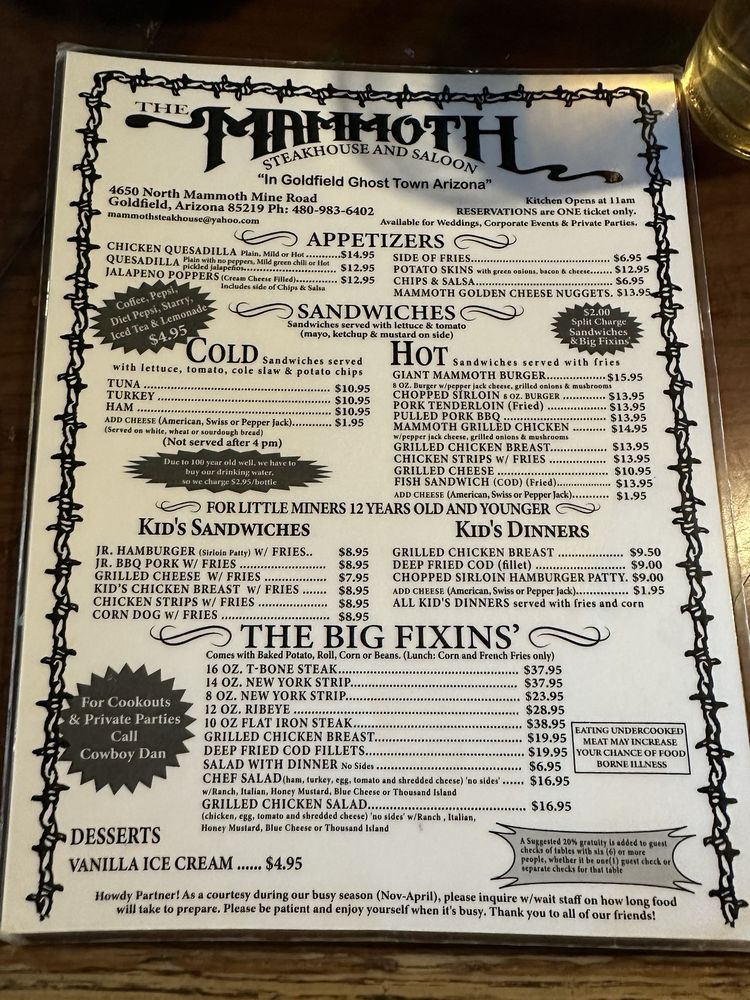 THE MAMMOTH
STEAKHOUSE AND SALOON
"In Goldfield Ghost Town Arizona"
4650 North Mammoth Mine Road
Goldfield, Arizona 85219 Ph: 480-983-6402
mammothsteakhouse@yahoo.com
Kitchen Opens at 11am
RESERVATIONS are ONE ticket only.
Available for Weddings, Corporate Events & Private Parties.
APPETIZERS
CHICKEN QUESADILLA Plain, Mild or Hot ..........$14.95
QUESADILLA Plain with no peppers, Mild green chili or Hot
pickled jalapeños........................ $12.95
JALAPENO POPPERS (Cream Cheese Filled)............... $12.95
Includes side of Chips & Salsa
SIDE OF FRIES........................................ $6.95
POTATO SKINS with green onions, bacon & cheese...... $12.95
CHIPS & SALSA........................................ $6.95
MAMMOTH GOLDEN CHEESE NUGGETS. $13.95
Coffee, Pepsi,
Diet Pepsi, Starry,
Iced Tea & Lemonade
$4.95
SANDWICHES
Sandwiches served with lettuce & tomato
(mayo, ketchup & mustard on side)
$2.00
Split Charge
Sandwiches
& Big Fixins'
COLD Sandwiches served
with lettuce, tomato, cole slaw & potato chips
TUNA ........................................ $10.95
TURKEY........................................ $10.95
HAM ........................................ $10.95
ADD CHEESE (American, Swiss or Pepper Jack)........... $1.95
(Served on white, wheat or sourdough bread)
(Not served after 4 pm)
Due to 100 year old well, we have to
buy our drinking water.
so we charge $2.95/bottle
HOT Sandwiches served with fries
GIANT MAMMOTH BURGER............... $15.95
8 OZ. Burger w/pepper jack cheese, grilled onions & mushrooms
CHOPPED SIRLOIN 8 OZ. BURGER ............ $13.95
PORK TENDERLOIN (Fried) ................. $13.95
PULLED PORK BBQ ........................ $13.95
MAMMOTH GRILLED CHICKEN ......... $14.95
w/pepper jack cheese, grilled onions & mushrooms
GRILLED CHICKEN BREAST................ $13.95
CHICKEN STRIPS w/ FRIES ............... $13.95
GRILLED CHEESE ........................ $10.95
FISH SANDWICH (COD) (Fried)............ $13.95
ADD CHEESE (American, Swiss or Pepper Jack)........... $1.95
FOR LITTLE MINERS 12 YEARS OLD AND YOUNGER
KID'S SANDWICHES
JR. HAMBURGER (Sirloin Patty) W/ FRIES.. $8.95
JR. BBQ PORK W/ FRIES .................. $8.95
GRILLED CHEESE W/ FRIES ............... $7.95
KID'S CHICKEN BREAST W/ FRIES ....... $8.95
CHICKEN STRIPS w/ FRIES ............... $8.95
CORN DOG w/ FRIES ..................... $8.95
KID'S DINNERS
GRILLED CHICKEN BREAST ............... $9.50
DEEP FRIED COD (fillet) .................. $9.00
CHOPPED SIRLOIN HAMBURGER PATTY. $9.00
ADD CHEESE (American, Swiss or Pepper Jack)............ $1.95
ALL KID'S DINNERS served with fries and corn
THE BIG FIXINS'
Comes with Baked Potato, Roll, Corn or Beans. (Lunch: Corn and French Fries only)
16 OZ. T-BONE STEAK........................................ $37.95
14 OZ. NEW YORK STRIP........................................ $37.95
8 OZ. NEW YORK STRIP........................................ $23.95
12 OZ. RIBEYE ........................................ $28.95
10 OZ FLAT IRON STEAK........................................ $38.95
GRILLED CHICKEN BREAST........................................ $19.95
DEEP FRIED COD FILLETS........................................ $19.95
SALAD WITH DINNER No Sides ........................................ $6.95
CHEF SALAD (ham, turkey, egg, tomato and shredded cheese) 'no sides' ...... $16.95
w/Ranch, Italian, Honey Mustard, Blue Cheese or Thousand Island
GRILLED CHICKEN SALAD........................................ $16.95
(chicken, egg, tomato and shredded cheese) 'no sides' w/Ranch , Italian,
Honey Mustard, Blue Cheese or Thousand Island
For Cookouts
& Private Parties
Call
Cowboy Dan
EATING UNDERCOOKED
MEAT MAY INCREASE
YOUR CHANCE OF FOOD
BORNE ILLNESS
DESSERTS
VANILLA ICE CREAM ...... $4.95
A Suggested 20% gratuity is added to guest
checks of tables with six (6) or more
people, whether it be one(1) guest check or
separate checks for that table
Howdy Partner! As a courtesy during our busy season (Nov-April), please inquire w/wait staff on how long food
will take to prepare. Please be patient and enjoy yourself when it's busy. Thank you to all of our friends!